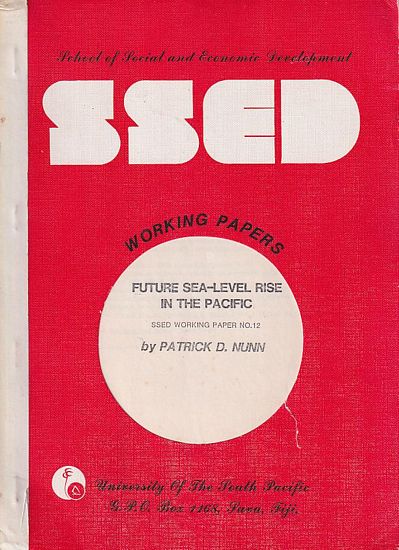 School of Social and Economic Development
SSED
WORKING PAPERS
FUTURE SEA-LEVEL RISE
IN THE PACIFIC
SSED WORKING PAPER NO.12
by PATRICK D. NUNN
University Of The South Pacific
G.P.O. Box 1168, Suva, Fiji.